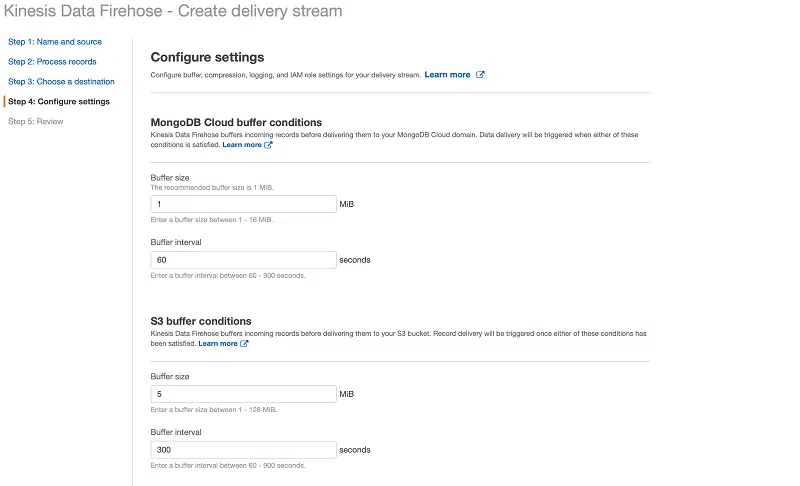 Kinesis Data Firehose - Create delivery stream
Step 1: Name and source
Step 2: Process records
Step 3: Choose a destination
Step 4: Configure settings
Step 5: Review
Configure settings
Configure buffer, compression, logging, and IAM role settings for your delivery stream. Learn more
MongoDB Cloud buffer conditions
Kinesis Data Firehose buffers incoming records before delivering them to your MongoDB Cloud domain. Data delivery will be triggered when either of these
conditions is satisfied. Learn more
Buffer size
The recommended buffer size is 1 MiB.
1 MiB
Enter a buffer size between 1 - 16 MiB.
Buffer interval
60 seconds
Enter a buffer interval between 60 - 900 seconds.
S3 buffer conditions
Kinesis Data Firehose buffers incoming records before delivering them to your S3 bucket. Record delivery will be triggered once either of these conditions has
been satisfied. Learn more
Buffer size
5 MiB
Enter a buffer size between 1 - 128 MiB.
Buffer interval
300 seconds
Enter a buffer interval between 60 - 900 seconds.